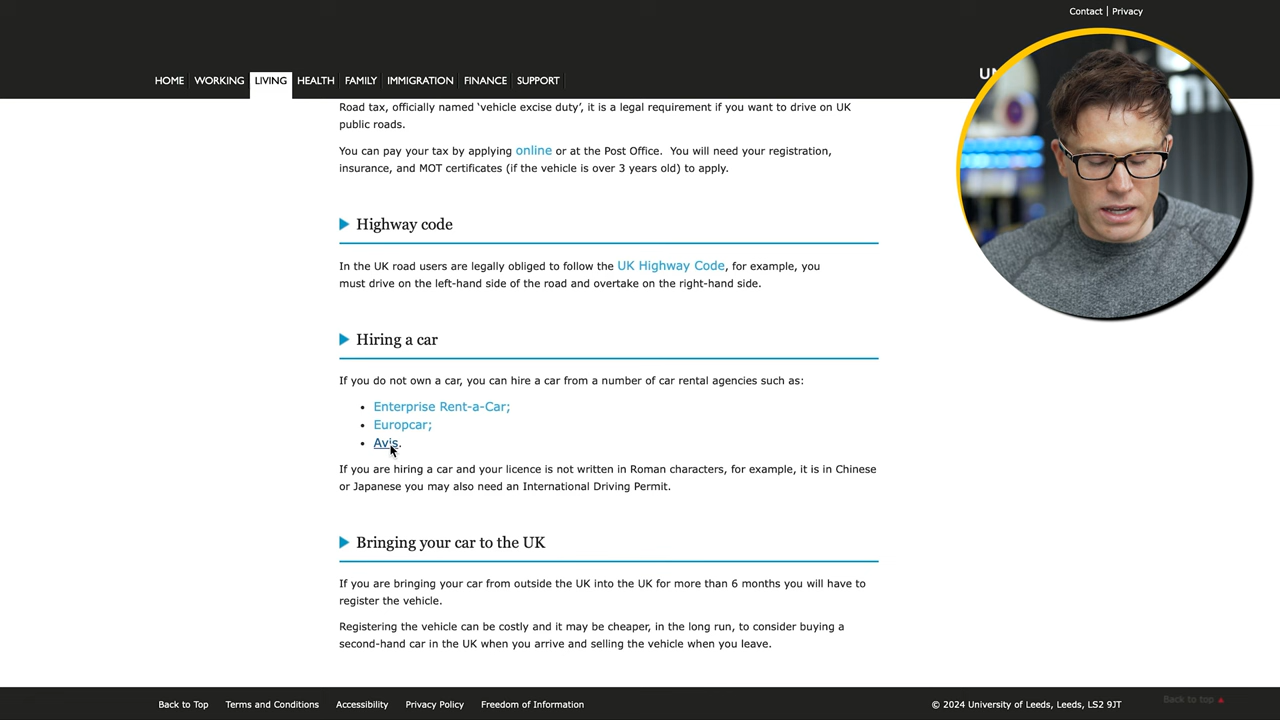 Contact | Privacy
HOME WORKING LIVING HEALTH FAMILY IMMIGRATION FINANCE SUPPORT
Road tax, officially named ‘vehicle excise duty’, it is a legal requirement if you want to drive on UK
public roads.
You can pay your tax by applying online or at the Post Office. You will need your registration,
insurance, and MOT certificates (if the vehicle is over 3 years old) to apply.
Highway code
In the UK road users are legally obliged to follow the UK Highway Code, for example, you
must drive on the left-hand side of the road and overtake on the right-hand side.
Hiring a car
If you do not own a car, you can hire a car from a number of car rental agencies such as:
• Enterprise Rent-a-Car;
• Europcar;
• Avis.
If you are hiring a car and your licence is not written in Roman characters, for example, it is in Chinese
or Japanese you may also need an International Driving Permit.
Bringing your car to the UK
If you are bringing your car from outside the UK into the UK for more than 6 months you will have to
register the vehicle.
Registering the vehicle can be costly and it may be cheaper, in the long run, to consider buying a
second-hand car in the UK when you arrive and selling the vehicle when you leave.
Back to top
Back to Top Terms and Conditions Accessibility Privacy Policy Freedom of Information © 2024 University of Leeds, Leeds, LS2 9JT